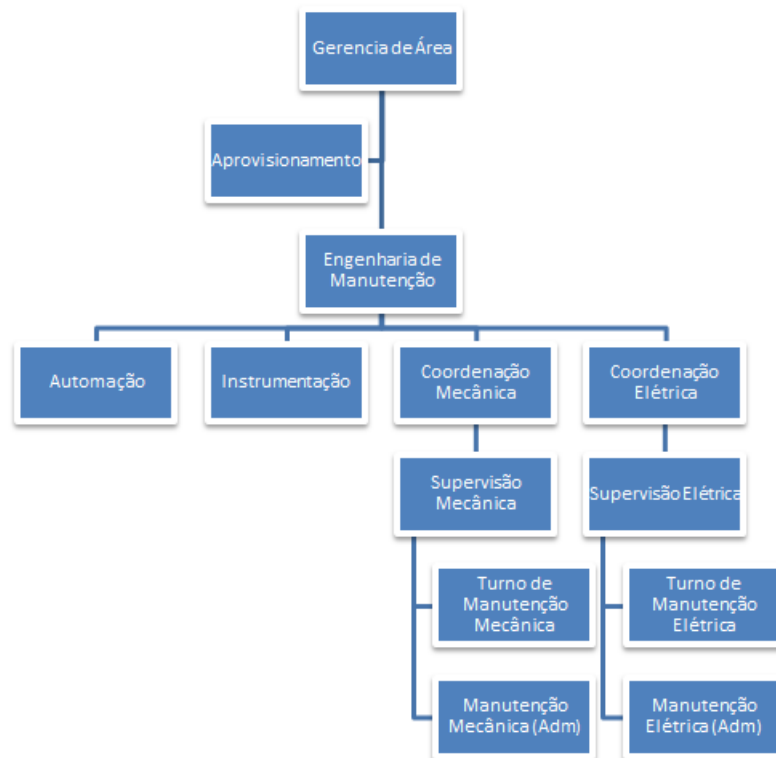 Gerencia de Área
Aprovisionamento
Engenharia de
Manutenção
Automação
Instrumentação
Coordenação
Mecânica
Coordenação
Elétrica
Supervisão
Mecânica
Supervisão Elétrica
Turno de
Manutenção
Mecânica
Turno de
Manutenção
Elétrica
Manutenção
Mecânica (Adm)
Manutenção
Elétrica (Adm)